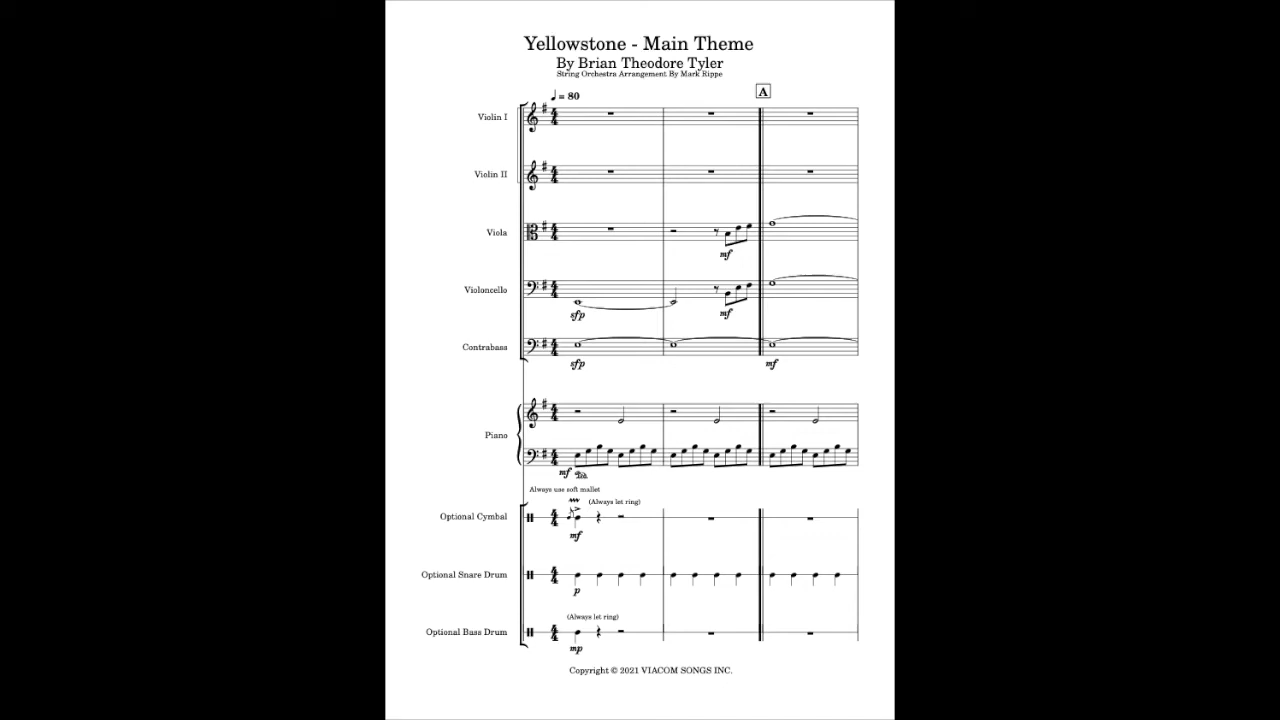 Yellowstone - Main Theme
By Brian Theodore Tyler
String Orchestra Arrangement By Mark Rippe
= 80
A
Violin I
Violin II
Viola
mf
Violoncello
sfp
mf
Contrabass
sfp
mf
Piano
mf
Ped.
Always use soft mallet
(Always let ring)
Optional Cymbal
mf
Optional Snare Drum
p
(Always let ring)
Optional Bass Drum
mp
Copyright © 2021 VIACOM SONGS INC.